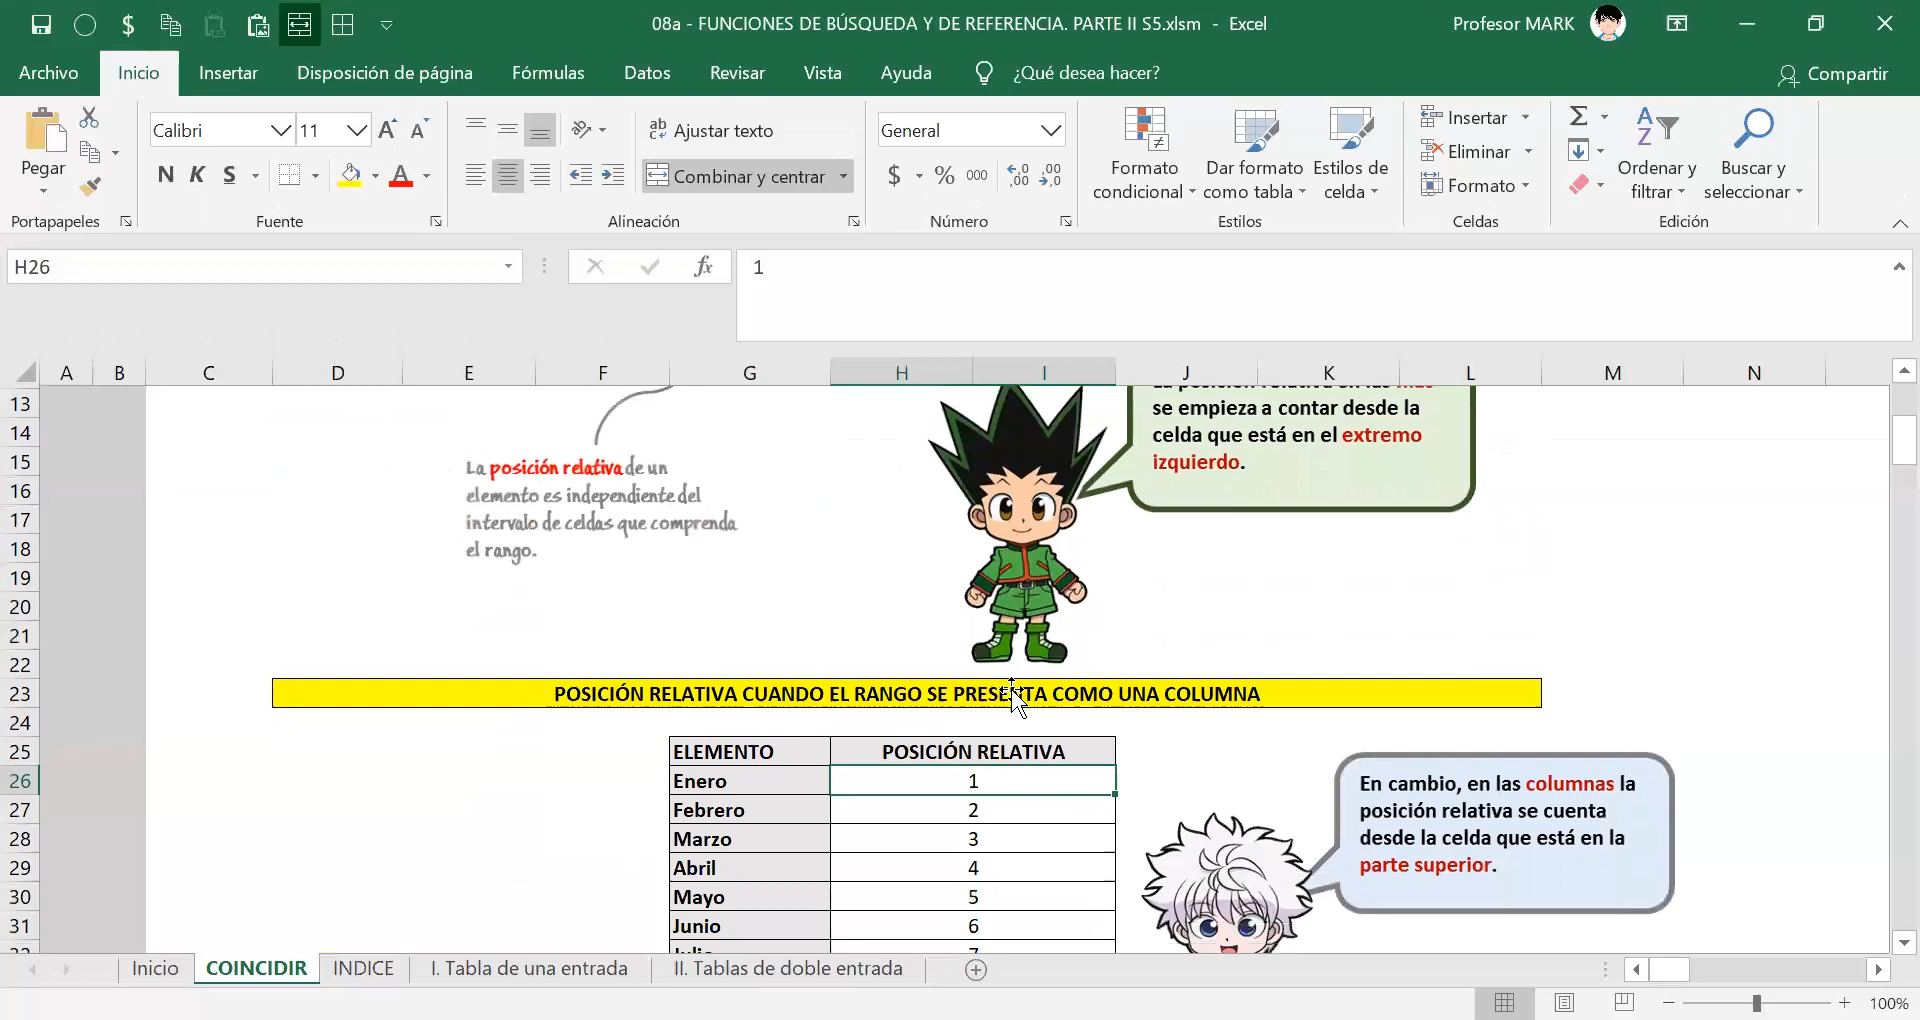 08a - FUNCIONES DE BÚSQUEDA Y DE REFERENCIA. PARTE II S5.xlsm - Excel
Profesor MARK
Archivo
Inicio
Insertar
Disposición de página
Fórmulas
Datos
Revisar
Vista
Ayuda
¿Qué desea hacer?
Compartir
Pegar
Calibri
11
N K S
Ajustar texto
Combinar y centrar
General
$ % 000
Formato condicional
Dar formato como tabla
Estilos de celda
Insertar
Eliminar
Formato
Ordenar y filtrar
Buscar y seleccionar
Portapapeles
Fuente
Alineación
Número
Estilos
Celdas
Edición
H26
fx
1
A B C D E F G H I J K L M N
13
14
15
16
17
18
19
20
21
22
23
24
25
26
27
28
29
30
31
se empieza a contar desde la
celda que está en el extremo
izquierdo.
La posición relativa de un
elemento es independiente del
intervalo de celdas que comprenda
el rango.
POSICIÓN RELATIVA CUANDO EL RANGO SE PRESENTA COMO UNA COLUMNA
ELEMENTO POSICIÓN RELATIVA
Enero 1
Febrero 2
Marzo 3
Abril 4
Mayo 5
Junio 6
En cambio, en las columnas la
posición relativa se cuenta
desde la celda que está en la
parte superior.
Inicio
COINCIDIR
INDICE
I. Tabla de una entrada
II. Tablas de doble entrada
100%